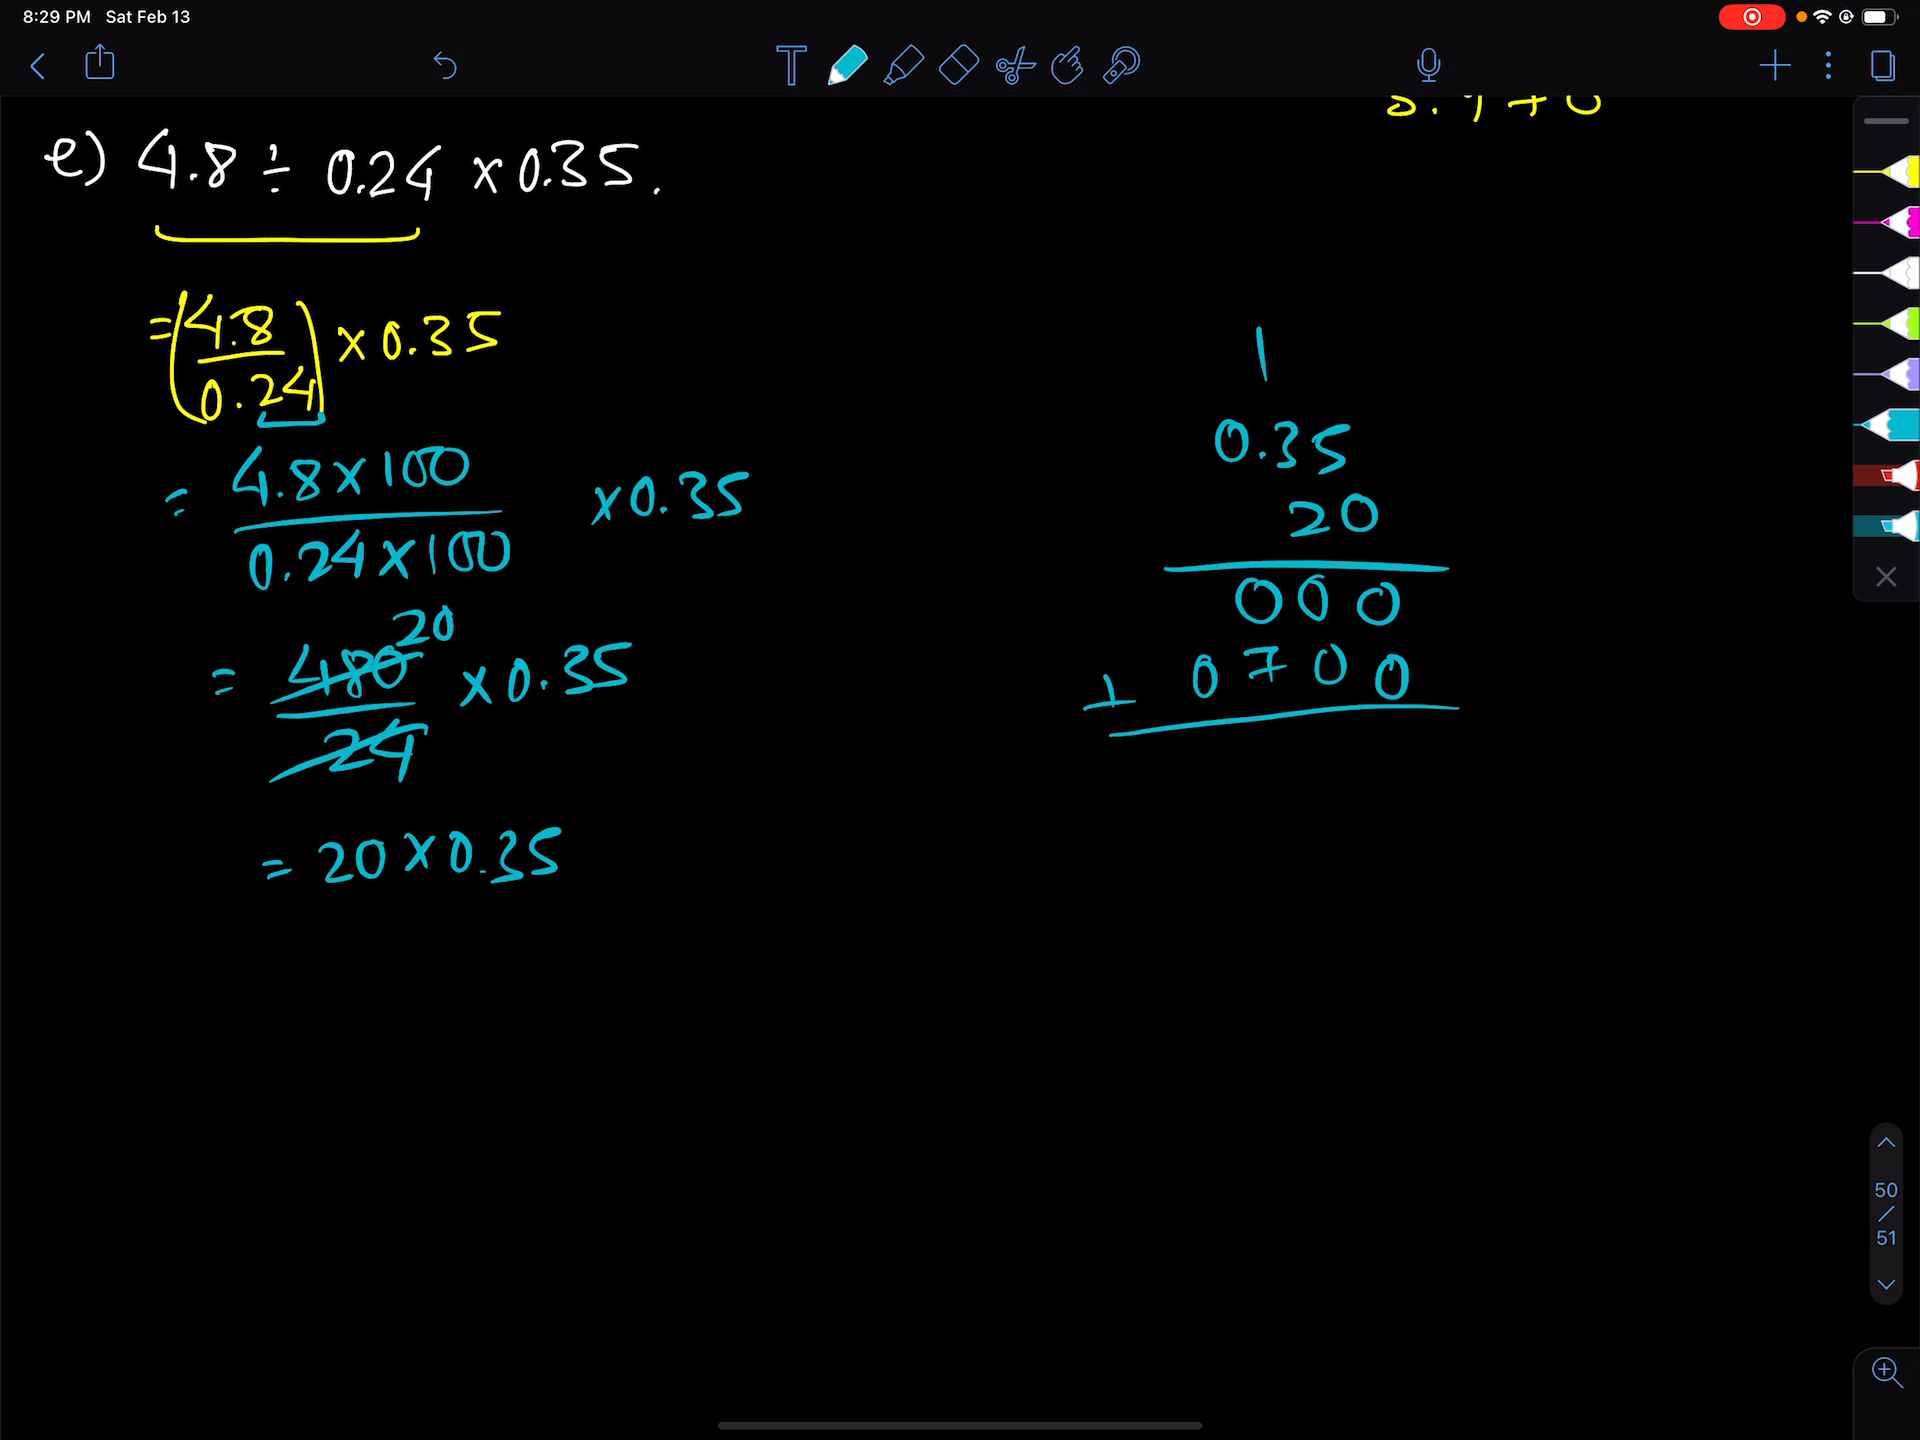 8:29 PM Sat Feb 13
e) 4.8 ÷ 0.24 × 0.35.
= (4.8/0.24) × 0.35
= 4.8×100/0.24×100 × 0.35
20
= 480/24 × 0.35
= 20 × 0.35
1
0.35
20
000
+ 0700
50
/
51